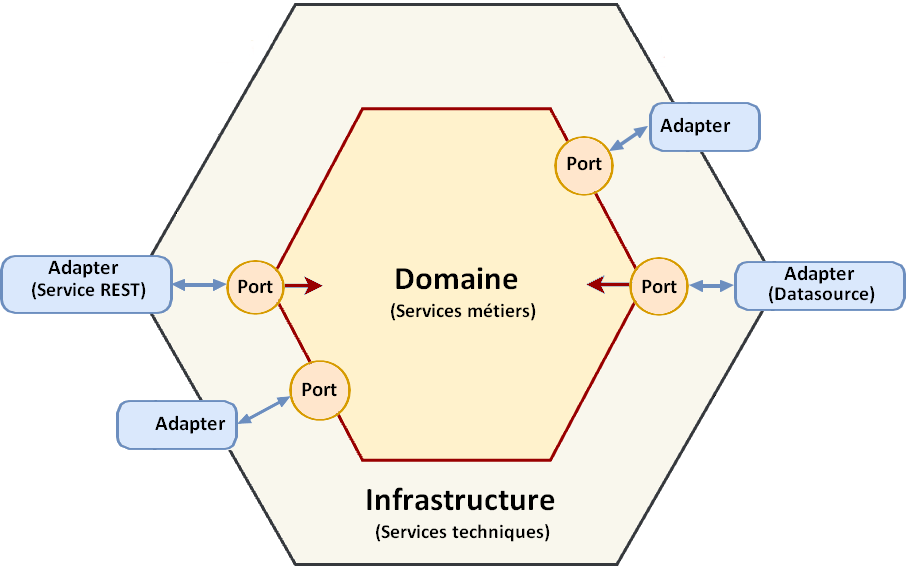 Adapter
Port
Adapter
(Service REST)
Port
Domaine
(Services métiers)
Port
Adapter
(Datasource)
Port
Adapter
Infrastructure
(Services techniques)